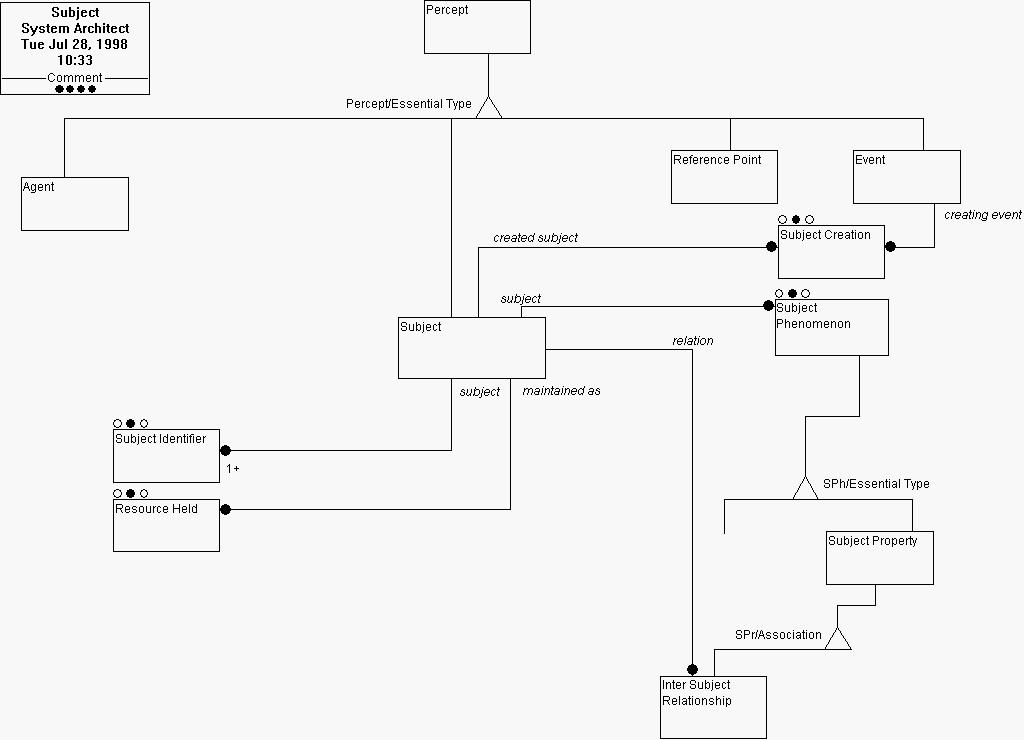 Subject
System Architect
Tue Jul 28, 1998
10:33
Comment
Percept
Percept/Essential Type
Agent
Reference Point
Event
creating event
created subject
Subject Creation
subject
Subject
Phenomenon
Subject
relation
subject
maintained as
Subject Identifier
1+
Resource Held
SPh/Essential Type
Subject Property
SPr/Association
Inter Subject
Relationship